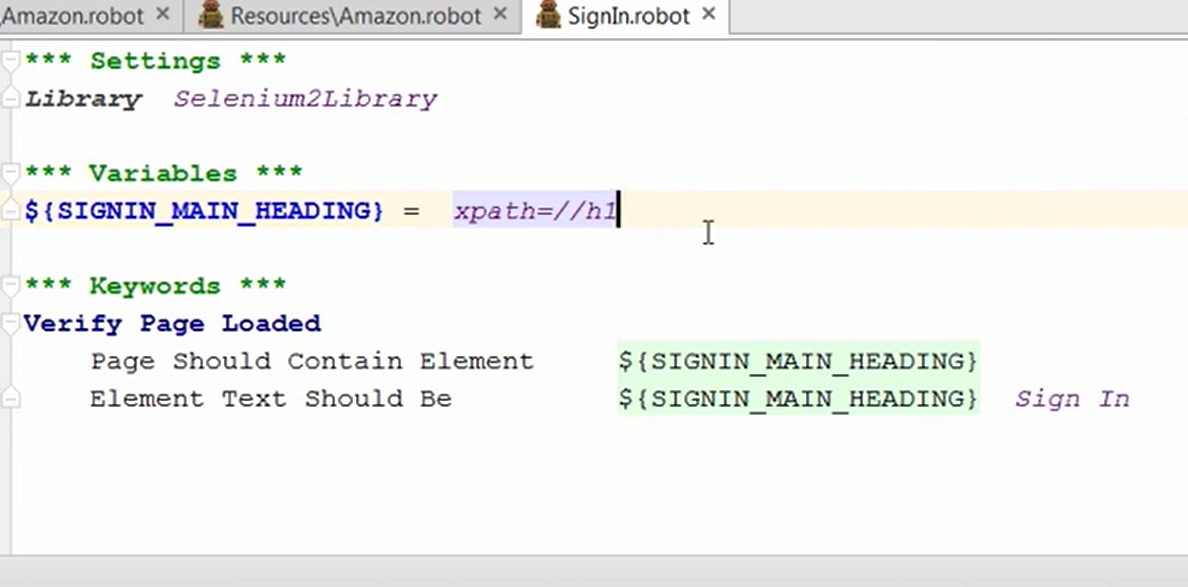 Amazon.robot Resources\Amazon.robot SignIn.robot
*** Settings ***
Library  Selenium2Library
*** Variables ***
${SIGNIN_MAIN_HEADING} =  xpath=//h1
*** Keywords ***
Verify Page Loaded
Page Should Contain Element  ${SIGNIN_MAIN_HEADING}
Element Text Should Be  ${SIGNIN_MAIN_HEADING}  Sign In